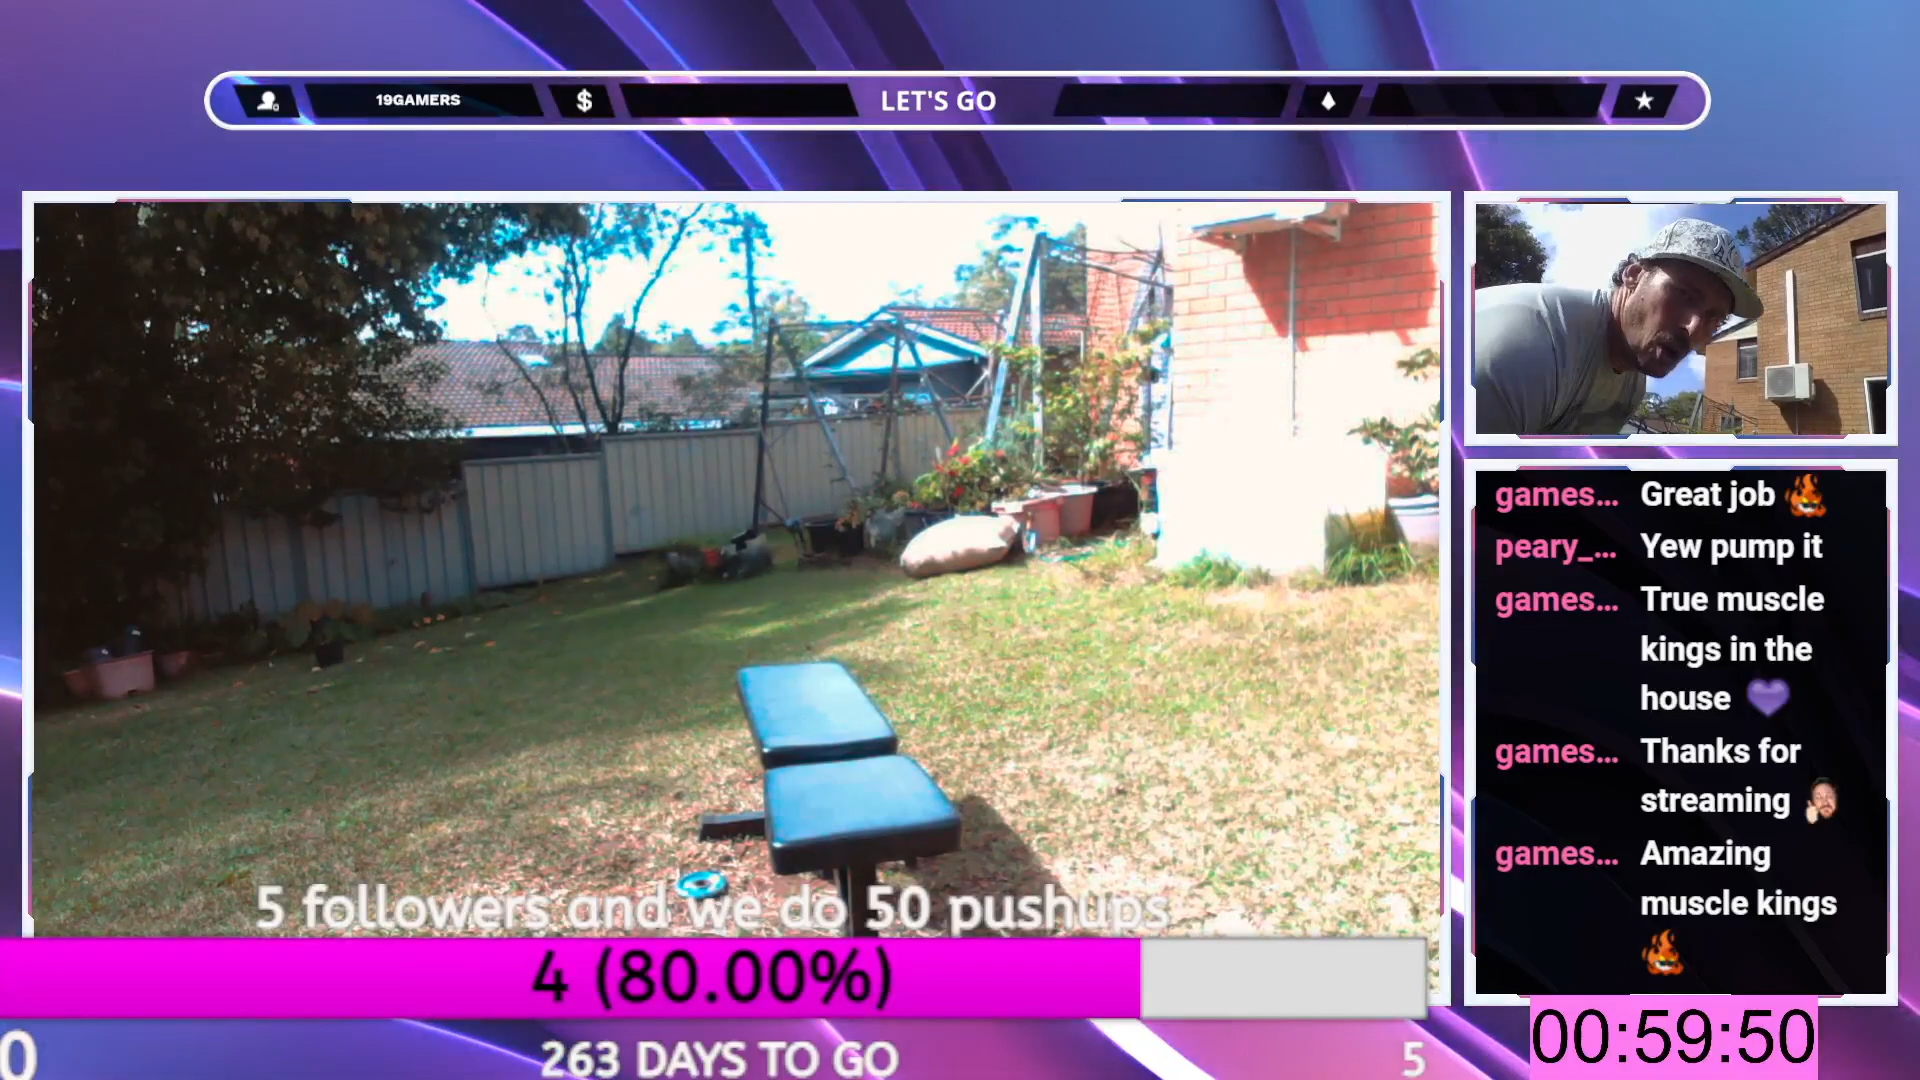 19GAMERS
$
LET'S GO
games... Great job
peary_... Yew pump it
games... True muscle
kings in the
house
games... Thanks for
streaming
games... Amazing
muscle kings
5 followers and we do 50 pushups
4 (80.00%)
0
263 DAYS TO GO
5
00:59:50